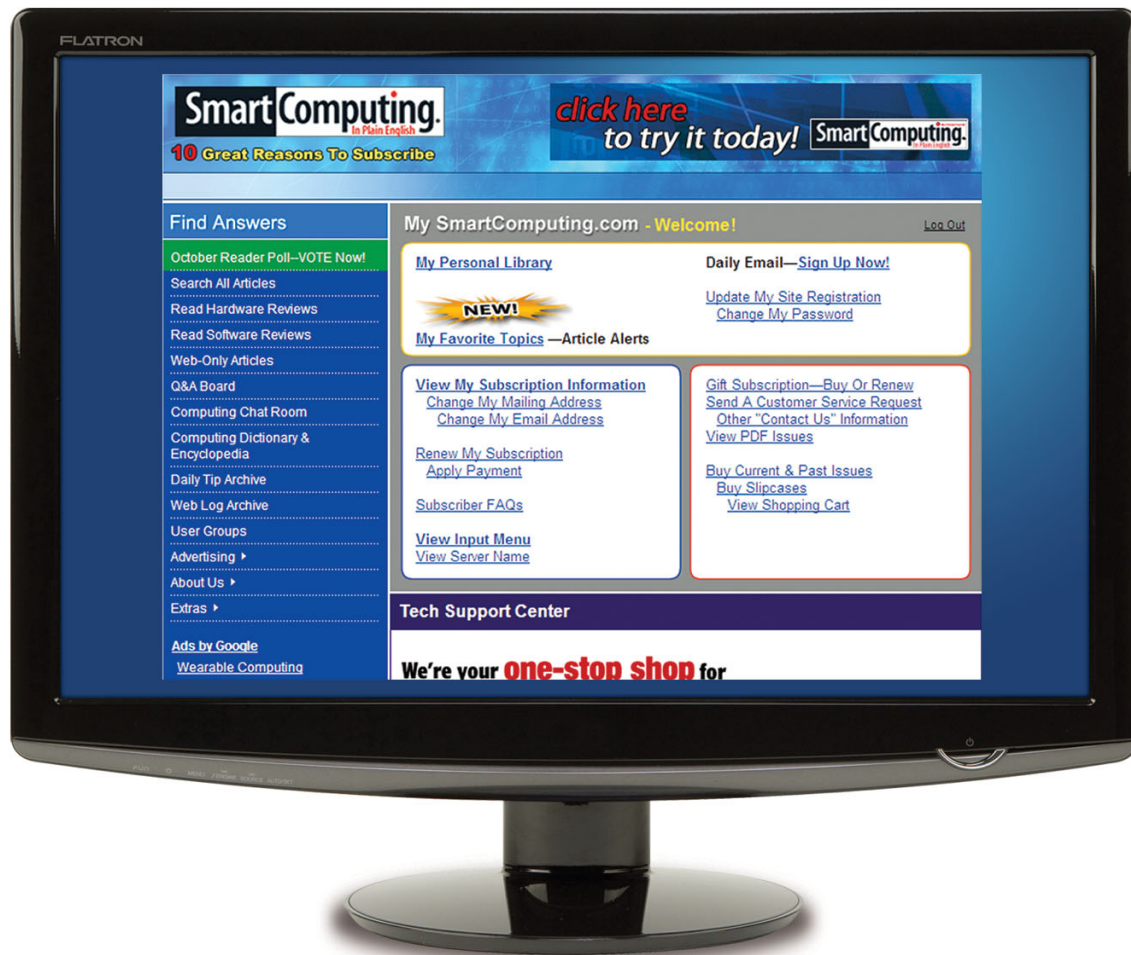 FLATRON
SmartComputing.
In Plain English
10 Great Reasons To Subscribe
click here
to try it today!
SmartComputing.
Find Answers
October Reader Poll–VOTE Now!
Search All Articles
Read Hardware Reviews
Read Software Reviews
Web-Only Articles
Q&A Board
Computing Chat Room
Computing Dictionary &
Encyclopedia
Daily Tip Archive
Web Log Archive
User Groups
Advertising
About Us
Extras
Ads by Google
Wearable Computing
My SmartComputing.com - Welcome!
Log Out
My Personal Library
NEW!
My Favorite Topics —Article Alerts
Daily Email—Sign Up Now!
Update My Site Registration
Change My Password
View My Subscription Information
Change My Mailing Address
Change My Email Address
Renew My Subscription
Apply Payment
Subscriber FAQs
View Input Menu
View Server Name
Gift Subscription—Buy Or Renew
Send A Customer Service Request
Other "Contact Us" Information
View PDF Issues
Buy Current & Past Issues
Buy Slipcases
View Shopping Cart
Tech Support Center
We're your one-stop shop for